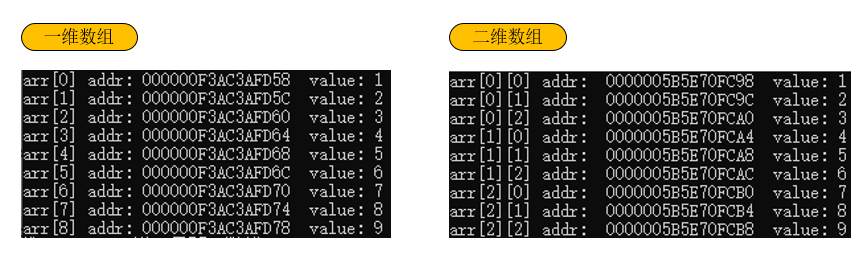 一维数组
arr[0] addr: 000000F3AC3AFD58 value: 1
arr[1] addr: 000000F3AC3AFD5C value: 2
arr[2] addr: 000000F3AC3AFD60 value: 3
arr[3] addr: 000000F3AC3AFD64 value: 4
arr[4] addr: 000000F3AC3AFD68 value: 5
arr[5] addr: 000000F3AC3AFD6C value: 6
arr[6] addr: 000000F3AC3AFD70 value: 7
arr[7] addr: 000000F3AC3AFD74 value: 8
arr[8] addr: 000000F3AC3AFD78 value: 9
二维数组
arr[0][0] addr: 0000005B5E70FC98 value: 1
arr[0][1] addr: 0000005B5E70FC9C value: 2
arr[0][2] addr: 0000005B5E70FCA0 value: 3
arr[1][0] addr: 0000005B5E70FCA4 value: 4
arr[1][1] addr: 0000005B5E70FCA8 value: 5
arr[1][2] addr: 0000005B5E70FCAC value: 6
arr[2][0] addr: 0000005B5E70FCB0 value: 7
arr[2][1] addr: 0000005B5E70FCB4 value: 8
arr[2][2] addr: 0000005B5E70FCB8 value: 9